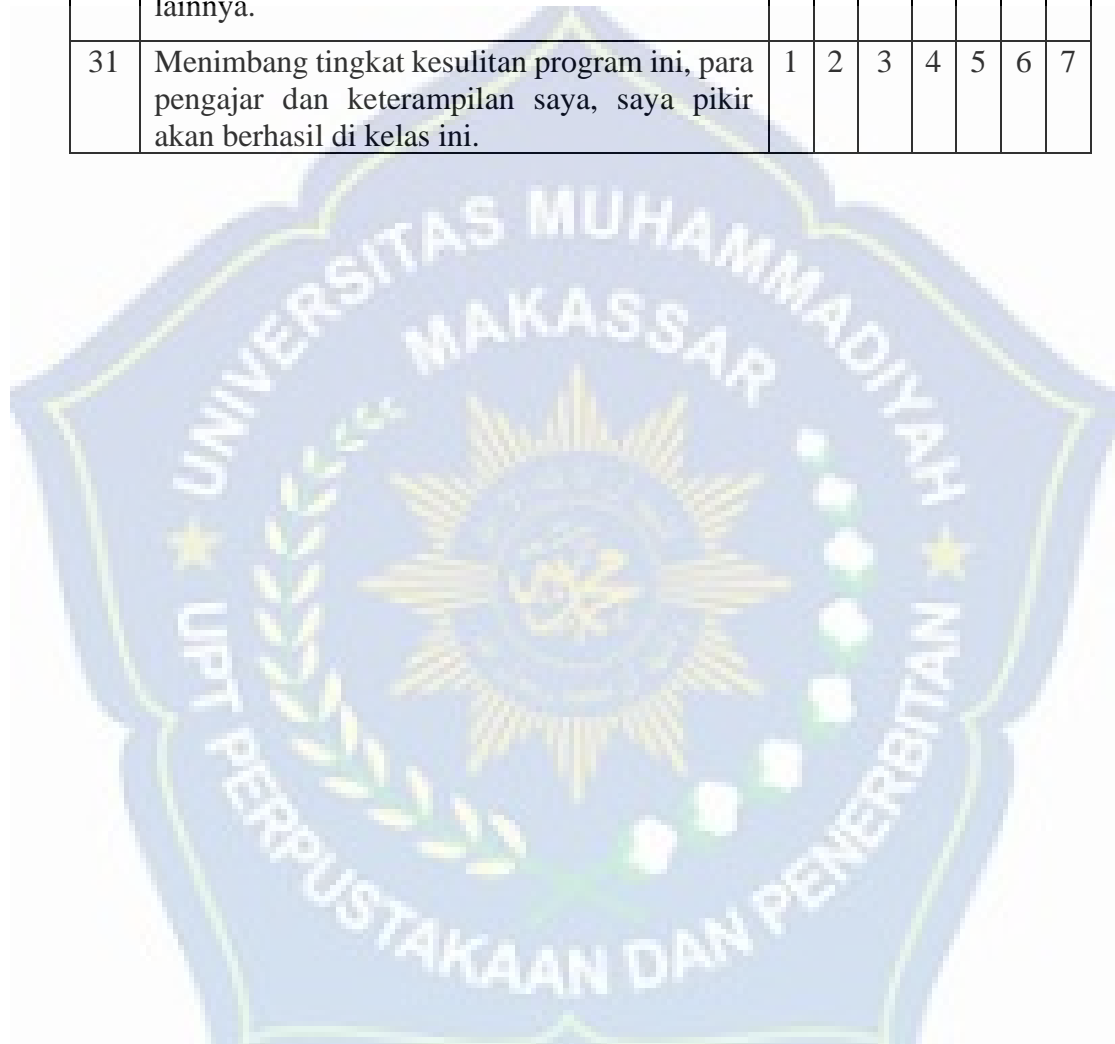 lainnya.
31 Menimbang tingkat kesulitan program ini, para 1 2 3 4 5 6 7
pengajar dan keterampilan saya, saya pikir
akan berhasil di kelas ini.
UNIVERSITAS MUHAMMADIYAH
MAKASSAR
UPT PERPUSTAKAAN DAN PENERBITAN